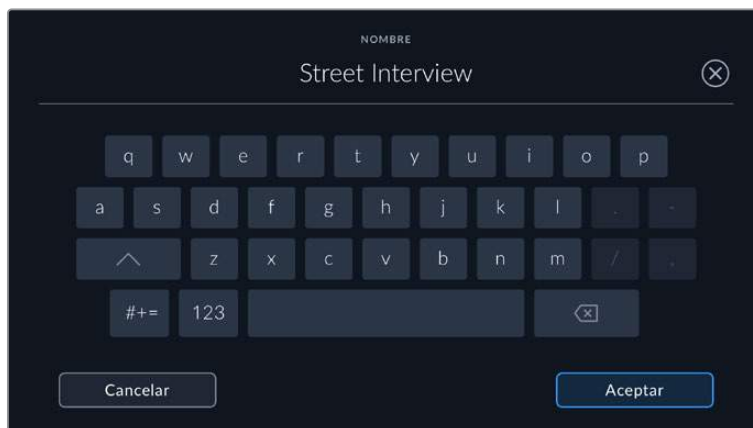 NOMBRE
Street Interview
q w e r t y u i o p
a s d f g h j k l . -
z x c v b n m / ,
#+= 123
Cancelar Aceptar